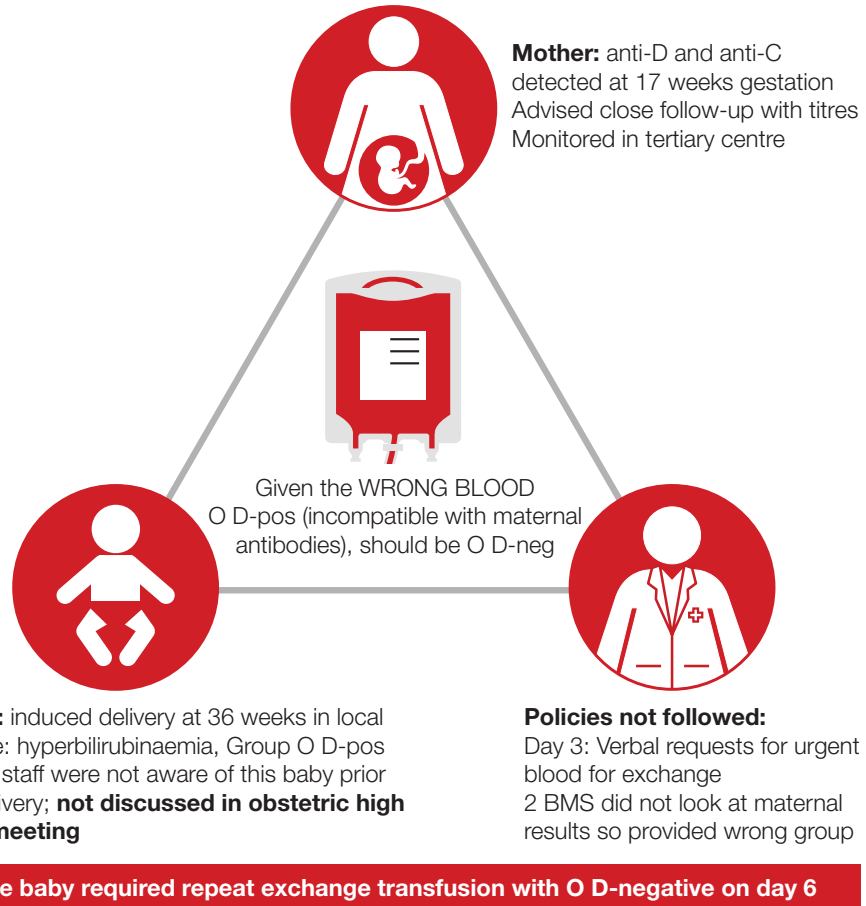 Mother: anti-D and anti-C
detected at 17 weeks gestation
Advised close follow-up with titres
Monitored in tertiary centre
Given the WRONG BLOOD
O D-pos (incompatible with maternal
antibodies), should be O D-neg
: induced delivery at 36 weeks in local
: hyperbilirubinaemia, Group O D-pos
staff were not aware of this baby prior
; not discussed in obstetric high
meeting
Policies not followed:
Day 3: Verbal requests for urgent
blood for exchange
2 BMS did not look at maternal
results so provided wrong group
baby required repeat exchange transfusion with O D-negative on day 6